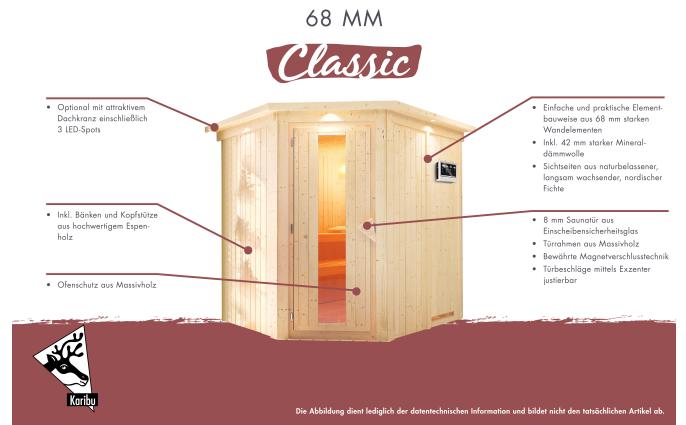 68 MM
Classic
• Optional mit attraktivem
Dachkranz einschließlich
3 LED-Spots
• Inkl. Bänken und Kopfstütze
aus hochwertigem Espen-
holz
• Ofenschutz aus Massivholz
• Einfache und praktische Element-
bauweise aus 68 mm starken
Wandelementen
• Inkl. 42 mm starker Mineral-
dämmwolle
• Sichtseiten aus naturbelassener,
langsam wachsender, nordischer
Fichte
• 8 mm Saunatür aus
Einscheibensicherheitsglas
• Türrahmen aus Massivholz
• Bewährte Magnetverschlusstechnik
• Türbeschläge mittels Exzenter
justierbar
Karibu
Die Abbildung dient lediglich der datentechnischen Information und bildet nicht den tatsächlichen Artikel ab.